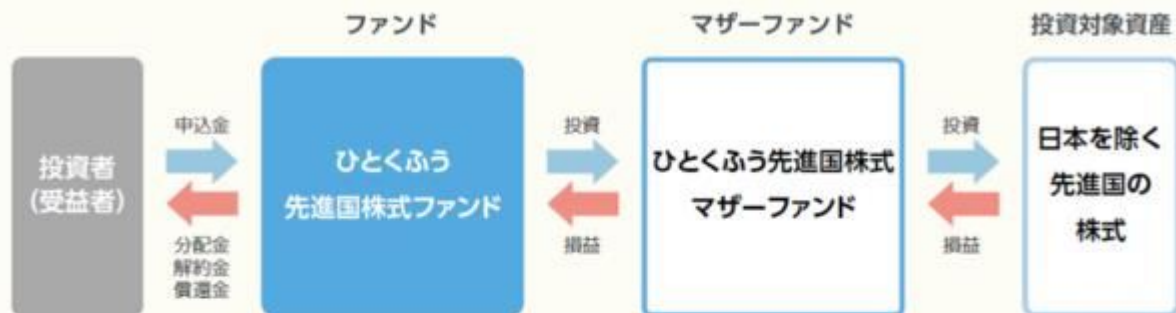 ファンド
マザーファンド
投資対象資産
投資者
(受益者)
申込金
分配金
解約金
償還金
ひとくふう
先進国株式ファンド
投資
損益
ひとくふう先進国株式
マザーファンド
投資
損益
日本を除く
先進国の
株式